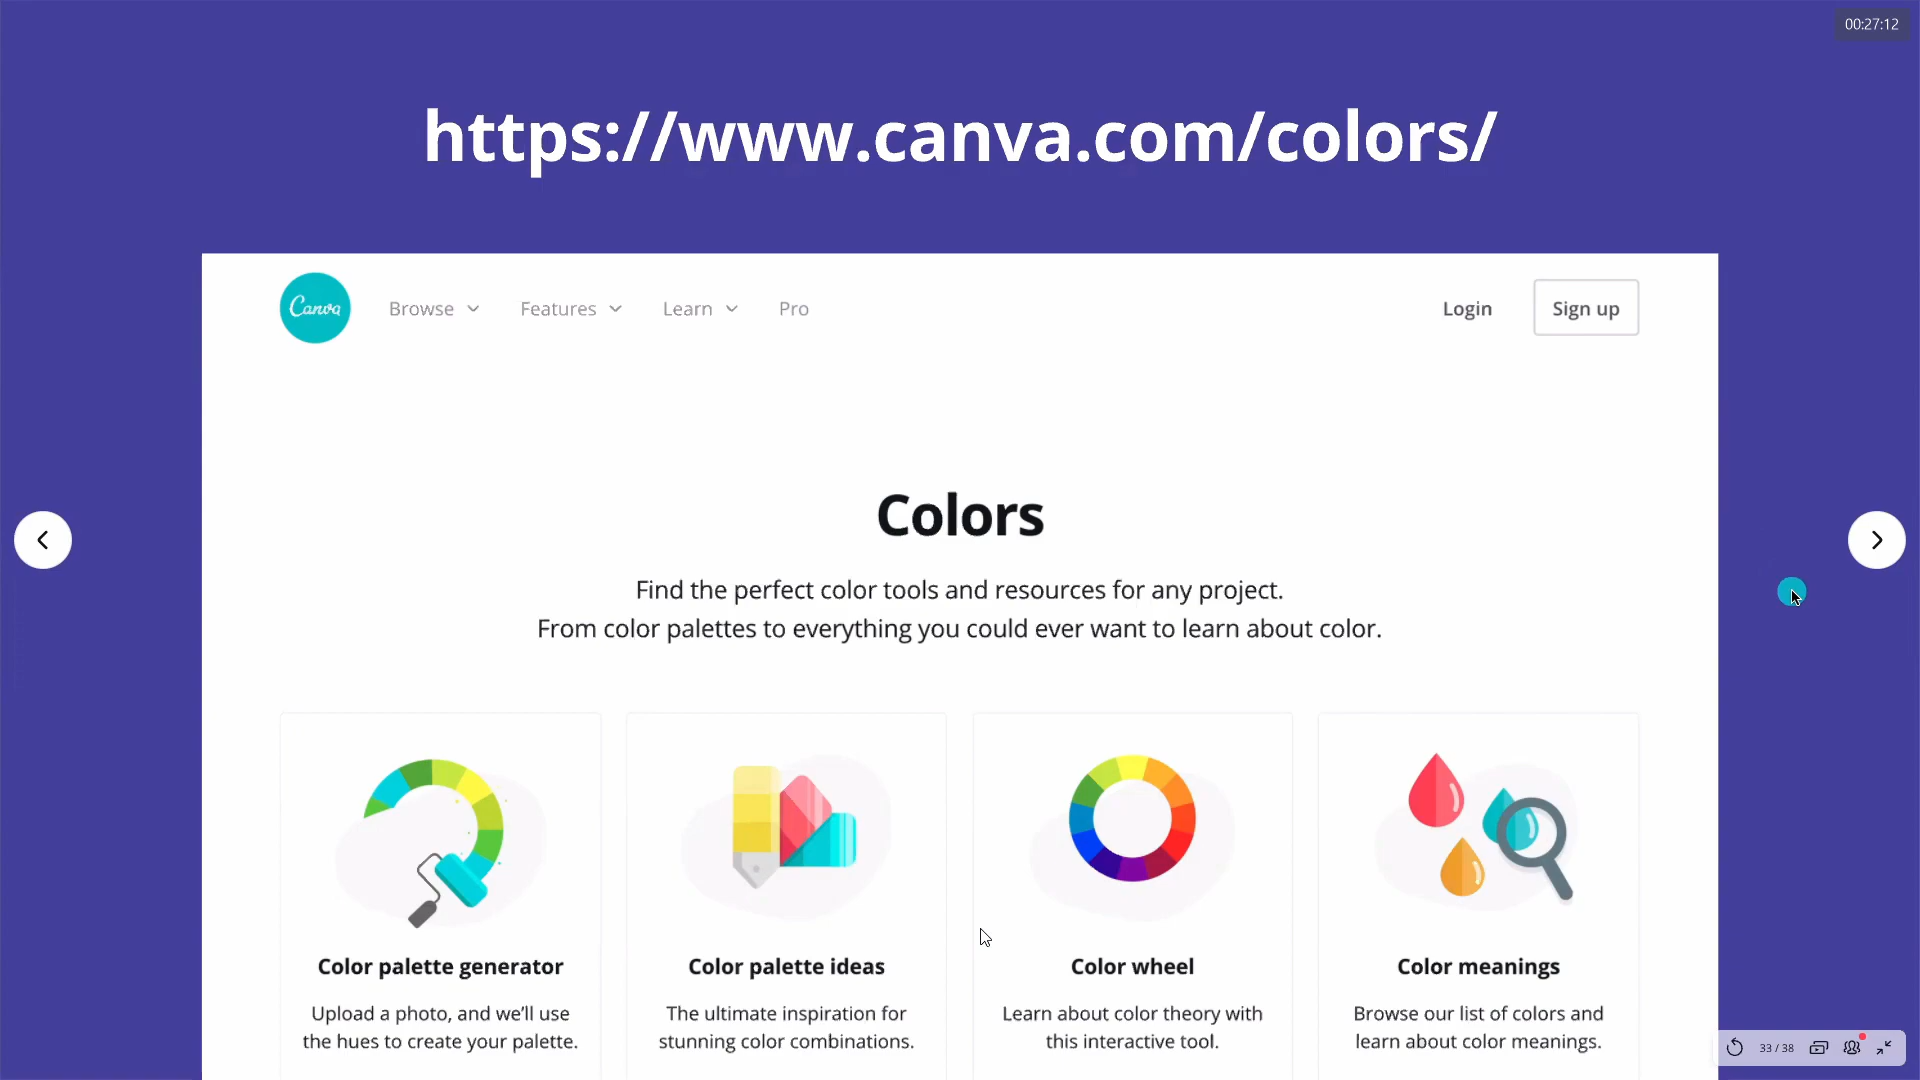 00:27:12
https://www.canva.com/colors/
Canva
Browse
Features
Learn
Pro
Login
Sign up
Colors
Find the perfect color tools and resources for any project.
From color palettes to everything you could ever want to learn about color.
Color palette generator
Upload a photo, and we'll use
the hues to create your palette.
Color palette ideas
The ultimate inspiration for
stunning color combinations.
Color wheel
Learn about color theory with
this interactive tool.
Color meanings
Browse our list of colors and
learn about color meanings.
33 / 38